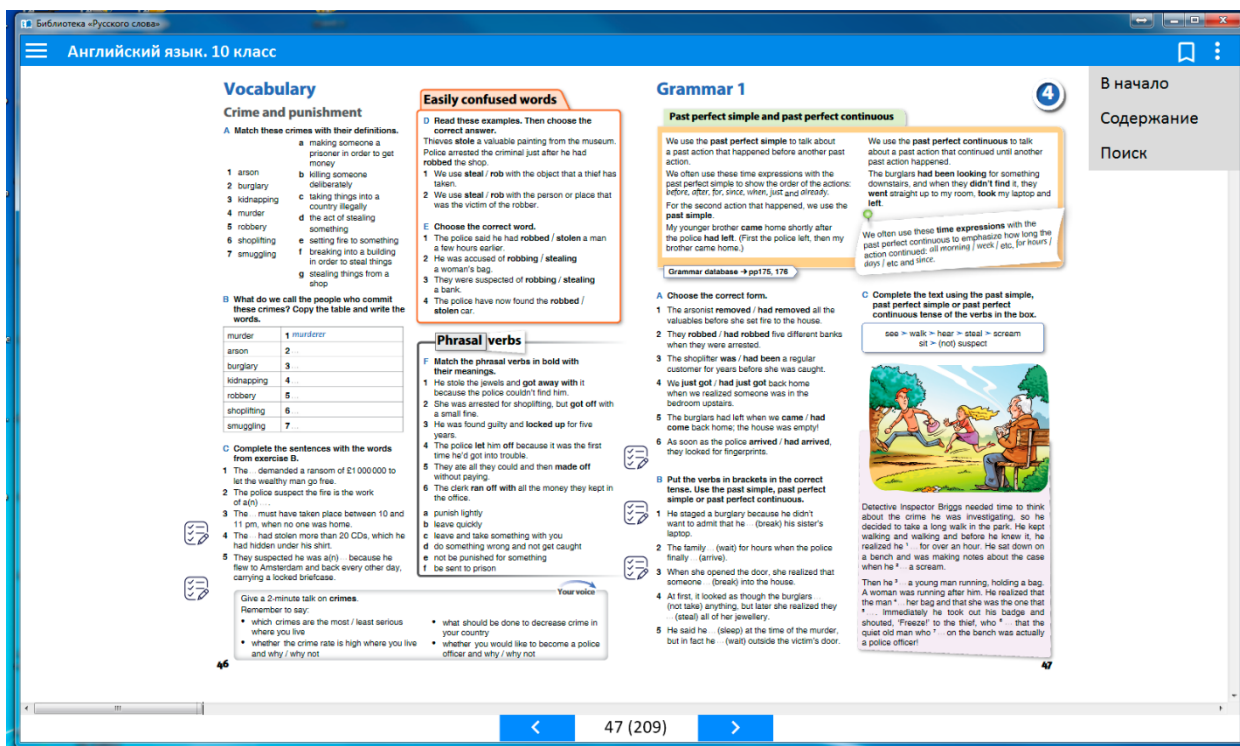 Библиотека «Русского слова»
Английский язык. 10 класс
В начало
Содержание
Поиск
Vocabulary
Crime and punishment
A Match these crimes with their definitions.
1 arson
2 burglary
3 kidnapping
4 murder
5 robbery
6 shoplifting
7 smuggling
a making someone a
prisoner in order to get
money
b killing someone
deliberately
c taking things into a
country illegally
d the act of stealing
something
e setting fire to something
f breaking into a building
in order to steal things
g stealing things from a
shop
B What do we call the people who commit
these crimes? Copy the table and write the
words.
murder 1 murderer
arson 2 ...
burglary 3 ...
kidnapping 4 ...
robbery 5 ...
shoplifting 6 ...
smuggling 7 ...
C Complete the sentences with the words
from exercise B.
1 The ... demanded a ransom of £1 000 000 to
let the wealthy man go free.
2 The police suspect the fire is the work
of a(n) ... .
3 The ... must have taken place between 10 and
11 pm, when no one was home.
4 The ... had stolen more than 20 CDs, which he
had hidden under his shirt.
5 They suspected he was a(n) ... because he
flew to Amsterdam and back every other day,
carrying a locked briefcase.
Easily confused words
D Read these examples. Then choose the
correct answer.
Thieves stole a valuable painting from the museum.
Police arrested the criminal just after he had
robbed the shop.
1 We use steal / rob with the object that a thief has
taken.
2 We use steal / rob with the person or place that
was the victim of the robber.
E Choose the correct word.
1 The police said he had robbed / stolen a man
a few hours earlier.
2 He was accused of robbing / stealing
a woman's bag.
3 They were suspected of robbing / stealing
a bank.
4 The police have now found the robbed /
stolen car.
Phrasal verbs
F Match the phrasal verbs in bold with
their meanings.
1 He stole the jewels and got away with it
because the police couldn't find him.
2 She was arrested for shoplifting, but got off with
a small fine.
3 He was found guilty and locked up for five
years.
4 The police let him off because it was the first
time he'd got into trouble.
5 They ate all they could and then made off
without paying.
6 The clerk ran off with all the money they kept in
the office.
a punish lightly
b leave quickly
c leave and take something with you
d do something wrong and not get caught
e not be punished for something
f be sent to prison
Your voice
Give a 2-minute talk on crimes.
Remember to say:
• which crimes are the most / least serious
where you live
• whether the crime rate is high where you live
and why / why not
• what should be done to decrease crime in
your country
• whether you would like to become a police
officer and why / why not
46
Grammar 1
4
Past perfect simple and past perfect continuous
We use the past perfect simple to talk about
a past action that happened before another past
action.
We often use these time expressions with the
past perfect simple to show the order of the actions:
before, after, for, since, when, just and already.
For the second action that happened, we use the
past simple.
My younger brother came home shortly after
the police had left. (First the police left, then my
brother came home.)
We use the past perfect continuous to talk
about a past action that continued until another
past action happened.
The burglars had been looking for something
downstairs, and when they didn't find it, they
went straight up to my room, took my laptop and
left.
We often use these time expressions with the
past perfect continuous to emphasize how long the
action continued: all morning / week / etc, for hours /
days / etc and since.
Grammar database → pp175, 176
A Choose the correct form.
1 The arsonist removed / had removed all the
valuables before she set fire to the house.
2 They robbed / had robbed five different banks
when they were arrested.
3 The shoplifter was / had been a regular
customer for years before she was caught.
4 We just got / had just got back home
when we realized someone was in the
bedroom upstairs.
5 The burglars had left when we came / had
come back home; the house was empty!
6 As soon as the police arrived / had arrived,
they looked for fingerprints.
B Put the verbs in brackets in the correct
tense. Use the past simple, past perfect
simple or past perfect continuous.
1 He staged a burglary because he didn't
want to admit that he ... (break) his sister's
laptop.
2 The family ... (wait) for hours when the police
finally ... (arrive).
3 When she opened the door, she realized that
someone ... (break) into the house.
4 At first, it looked as though the burglars ...
(not take) anything, but later she realized they
... (steal) all of her jewellery.
5 He said he ... (sleep) at the time of the murder,
but in fact he ... (wait) outside the victim's door.
C Complete the text using the past simple,
past perfect simple or past perfect
continuous tense of the verbs in the box.
see ➣ walk ➣ hear ➣ steal ➣ scream
sit ➣ (not) suspect
Detective Inspector Briggs needed time to think
about the crime he was investigating, so he
decided to take a long walk in the park. He kept
walking and walking and before he knew it, he
realized he 1 ... for over an hour. He sat down on
a bench and was making notes about the case
when he 2 ... a scream.
Then he 3 ... a young man running, holding a bag.
A woman was running after him. He realized that
the man 4 ... her bag and that she was the one that
5 .... Immediately he took out his badge and
shouted, 'Freeze!' to the thief, who 6 ... that the
quiet old man who 7 ... on the bench was actually
a police officer!
47
47 (209)